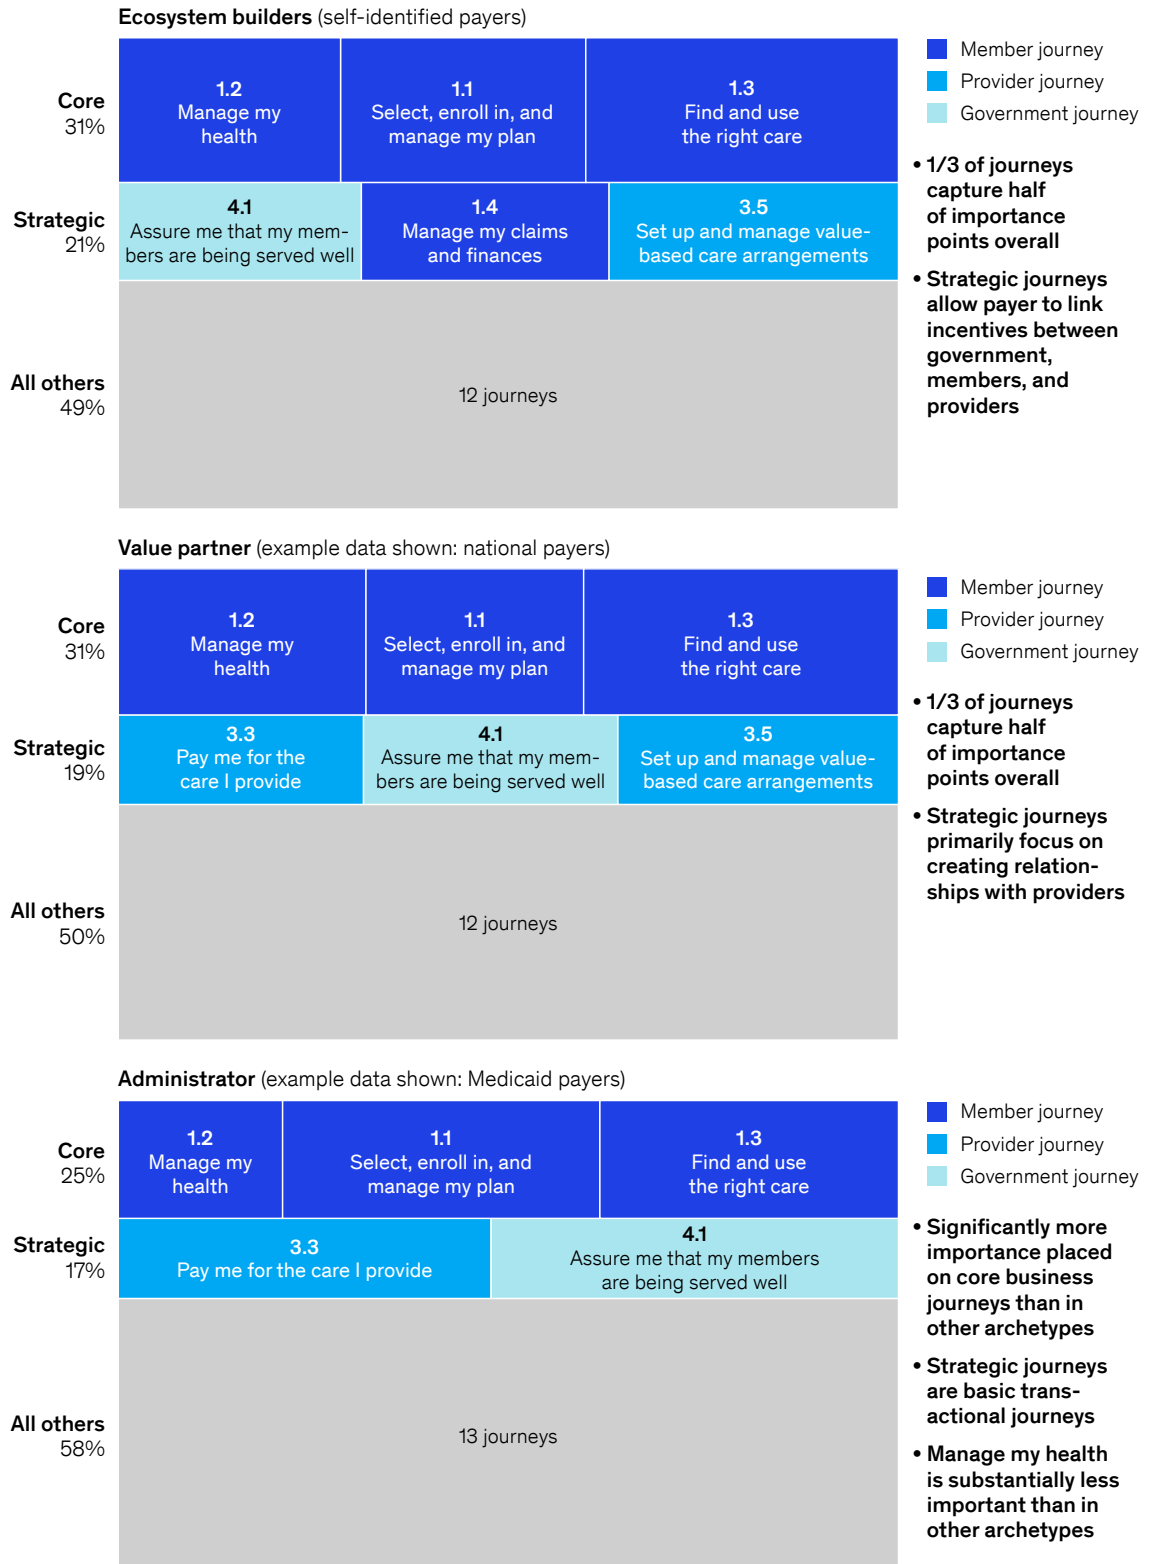 Ecosystem builders (self-identified payers)
Core
31%
1.2
Manage my
health
1.1
Select, enroll in, and
manage my plan
1.3
Find and use
the right care
Strategic
21%
4.1
Assure me that my mem-
bers are being served well
1.4
Manage my claims
and finances
3.5
Set up and manage value-
based care arrangements
All others
49%
12 journeys
Member journey
Provider journey
Government journey
• 1/3 of journeys
capture half
of importance
points overall
• Strategic journeys
allow payer to link
incentives between
government,
members, and
providers
Value partner (example data shown: national payers)
Core
31%
1.2
Manage my
health
1.1
Select, enroll in, and
manage my plan
1.3
Find and use
the right care
Strategic
19%
3.3
Pay me for the
care I provide
4.1
Assure me that my mem-
bers are being served well
3.5
Set up and manage value-
based care arrangements
All others
50%
12 journeys
Member journey
Provider journey
Government journey
• 1/3 of journeys
capture half
of importance
points overall
• Strategic journeys
primarily focus on
creating relation-
ships with providers
Administrator (example data shown: Medicaid payers)
Core
25%
1.2
Manage my
health
1.1
Select, enroll in, and
manage my plan
1.3
Find and use
the right care
Strategic
17%
3.3
Pay me for the care I provide
4.1
Assure me that my members
are being served well
All others
58%
13 journeys
Member journey
Provider journey
Government journey
• Significantly more
importance placed
on core business
journeys than in
other archetypes
• Strategic journeys
are basic trans-
actional journeys
• Manage my health
is substantially less
important than in
other archetypes